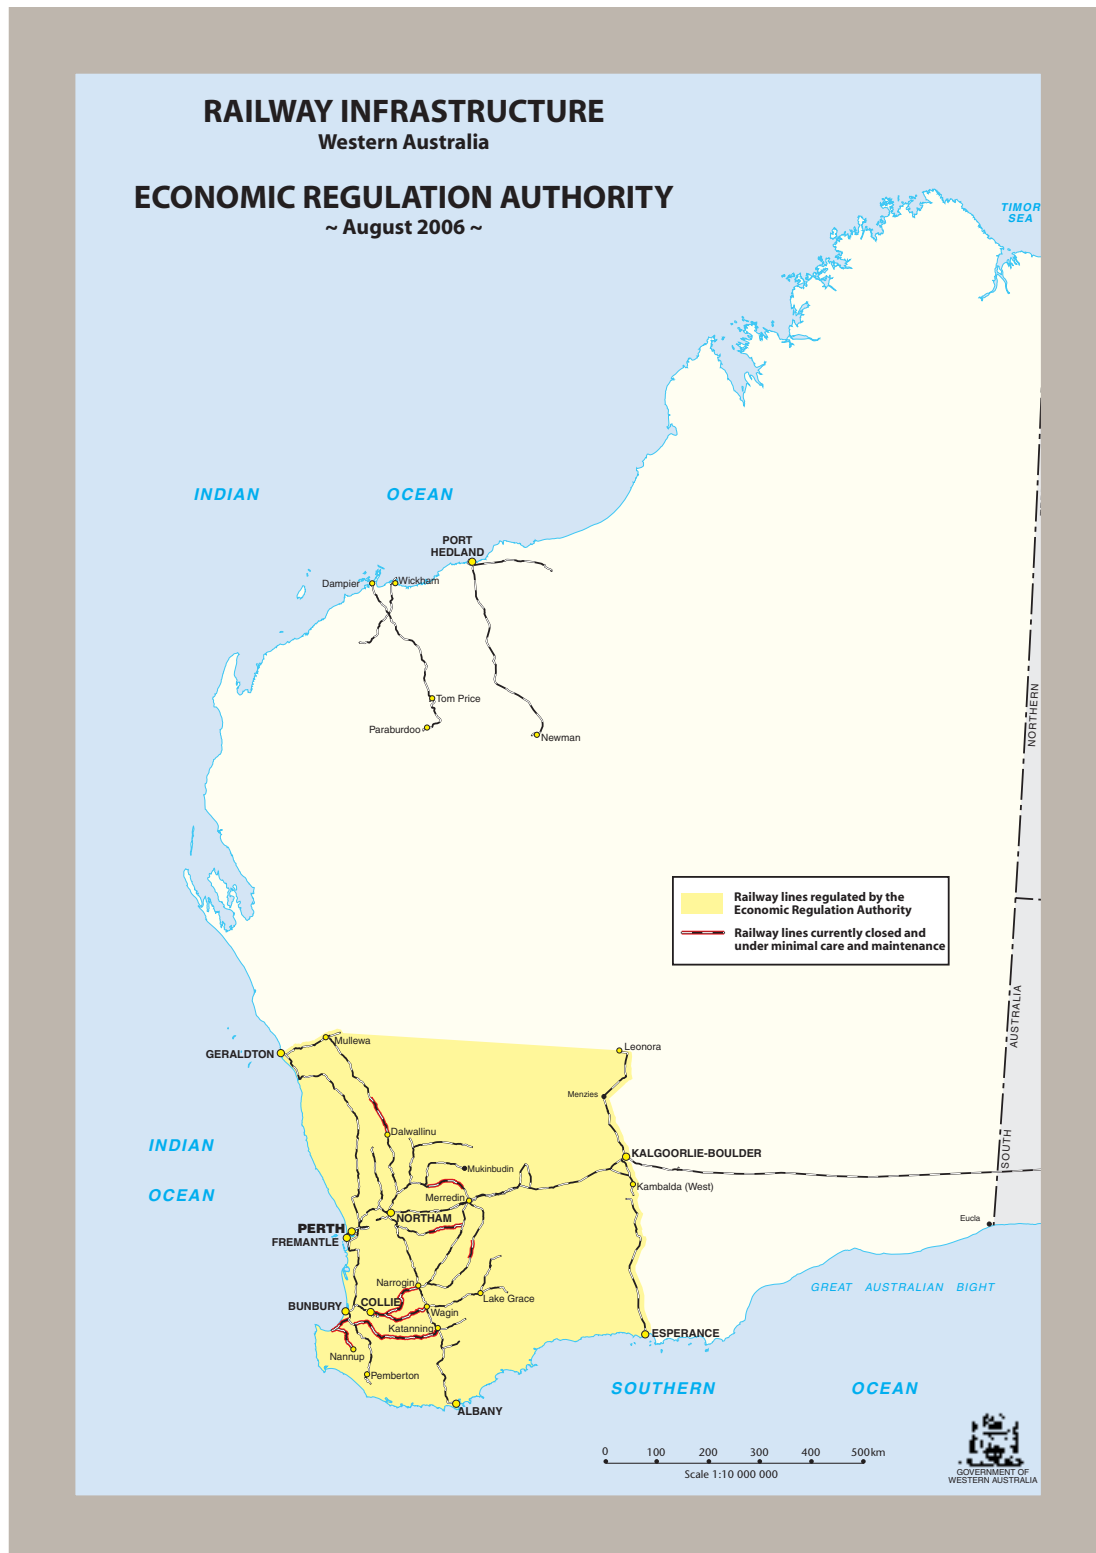 RAILWAY INFRASTRUCTURE
Western Australia
ECONOMIC REGULATION AUTHORITY
~ August 2006 ~
TIMOR
SEA
INDIAN OCEAN
PORT
HEDLAND
Dampier
Wickham
Tom Price
Paraburdoo
Newman
NORTHERN
Railway lines regulated by the
Economic Regulation Authority
Railway lines currently closed and
under minimal care and maintenance
AUSTRALIA
SOUTH
Mullewa
GERALDTON
Leonora
Menzies
Dalwallinu
INDIAN
OCEAN
KALGOORLIE-BOULDER
Mukinbudin
Kambalda (West)
Merredin
NORTHAM
PERTH
FREMANTLE
Eucla
Narrogin
GREAT AUSTRALIAN BIGHT
Lake Grace
BUNBURY
COLLIE
Wagin
Katanning
ESPERANCE
Nannup
Pemberton
SOUTHERN OCEAN
ALBANY
0 100 200 300 400 500km
Scale 1:10 000 000
GOVERNMENT OF
WESTERN AUSTRALIA